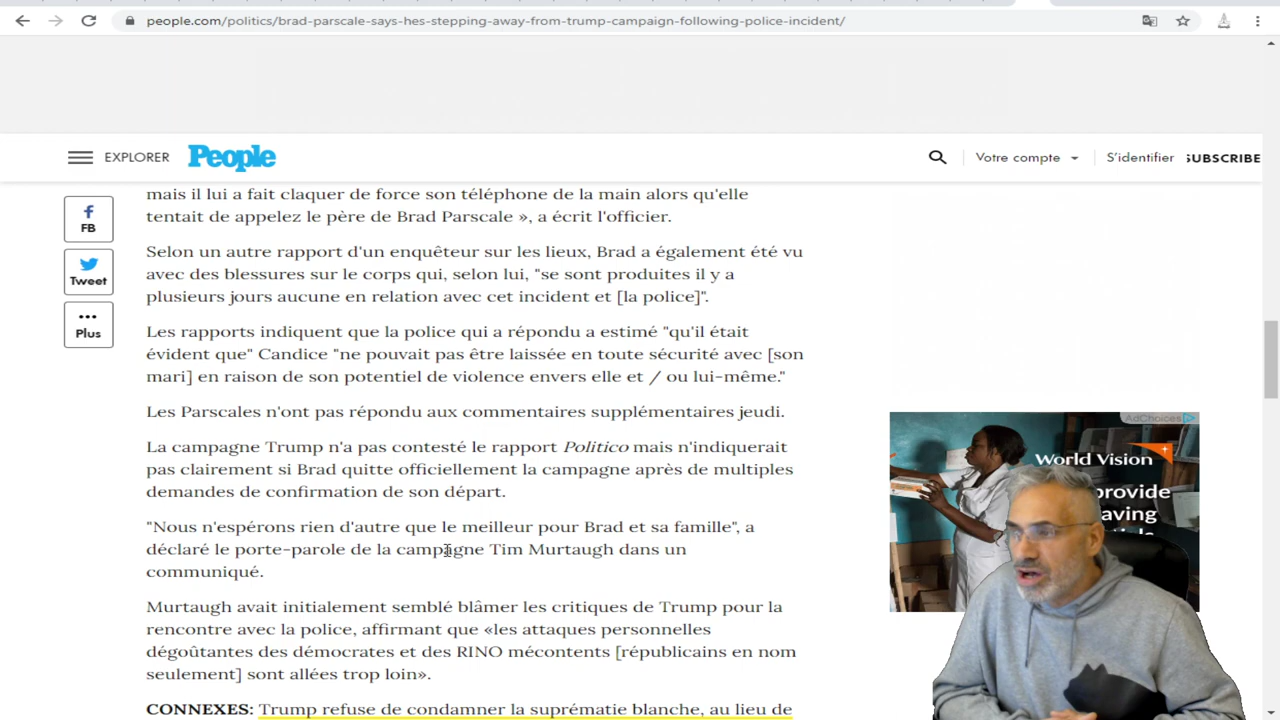 people.com/politics/brad-parscale-says-hes-stepping-away-from-trump-campaign-following-police-incident/
EXPLORER
People
Votre compte
S'identifier
SUBSCRIBE
FB
Tweet
Plus
mais il lui a fait claquer de force son téléphone de la main alors qu'elle
tentait de appelez le père de Brad Parscale », a écrit l'officier.
Selon un autre rapport d'un enquêteur sur les lieux, Brad a également été vu
avec des blessures sur le corps qui, selon lui, "se sont produites il y a
plusieurs jours aucune en relation avec cet incident et [la police]".
Les rapports indiquent que la police qui a répondu a estimé "qu'il était
évident que" Candice "ne pouvait pas être laissée en toute sécurité avec [son
mari] en raison de son potentiel de violence envers elle et / ou lui-même."
Les Parscales n'ont pas répondu aux commentaires supplémentaires jeudi.
La campagne Trump n'a pas contesté le rapport Politico mais n'indiquerait
pas clairement si Brad quitte officiellement la campagne après de multiples
demandes de confirmation de son départ.
"Nous n'espérons rien d'autre que le meilleur pour Brad et sa famille", a
déclaré le porte-parole de la campagne Tim Murtaugh dans un
communiqué.
Murtaugh avait initialement semblé blâmer les critiques de Trump pour la
rencontre avec la police, affirmant que «les attaques personnelles
dégoûtantes des démocrates et des RINO mécontents [républicains en nom
seulement] sont allées trop loin».
CONNEXES: Trump refuse de condamner la suprématie blanche, au lieu de
AdChoices
World Vision
provide